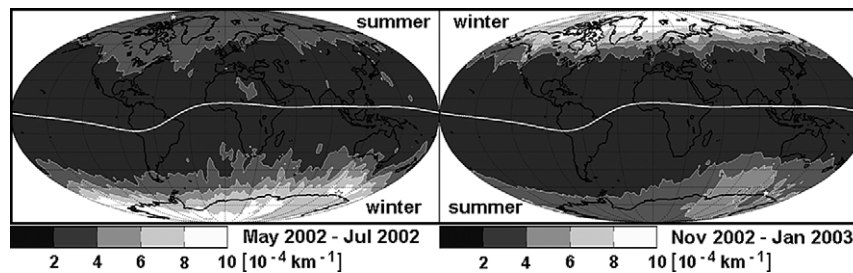 summer
winter
winter
summer
May 2002 - Jul 2002
Nov 2002 - Jan 2003
2 4 6 8 10 [10⁻⁴ km⁻¹]
2 4 6 8 10 [10⁻⁴ km⁻¹]